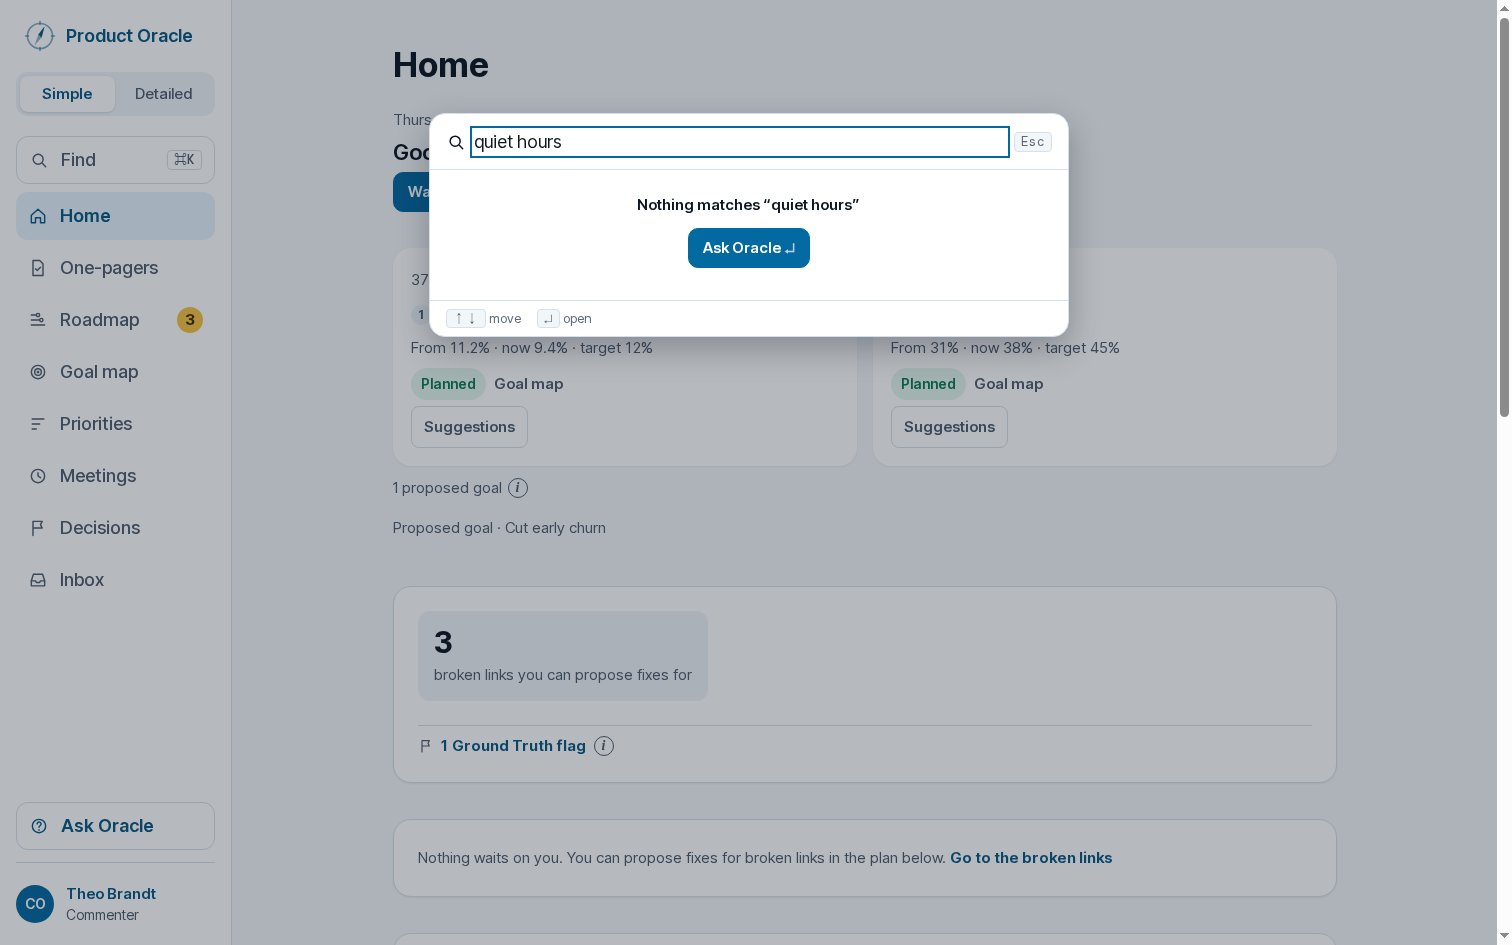 Product Oracle
Simple Detailed
Find ⌘K
Home
One-pagers
Roadmap 3
Goal map
Priorities
Meetings
Decisions
Inbox
Ask Oracle
CO Theo Brandt
Commenter
Home
quiet hours Esc
Nothing matches “quiet hours”
Ask Oracle ↵
↑ ↓ move ↵ open
From 11.2% · now 9.4% · target 12%
Planned Goal map
Suggestions
From 31% · now 38% · target 45%
Planned Goal map
Suggestions
1 proposed goal i
Proposed goal · Cut early churn
3
broken links you can propose fixes for
1 Ground Truth flag i
Nothing waits on you. You can propose fixes for broken links in the plan below. Go to the broken links